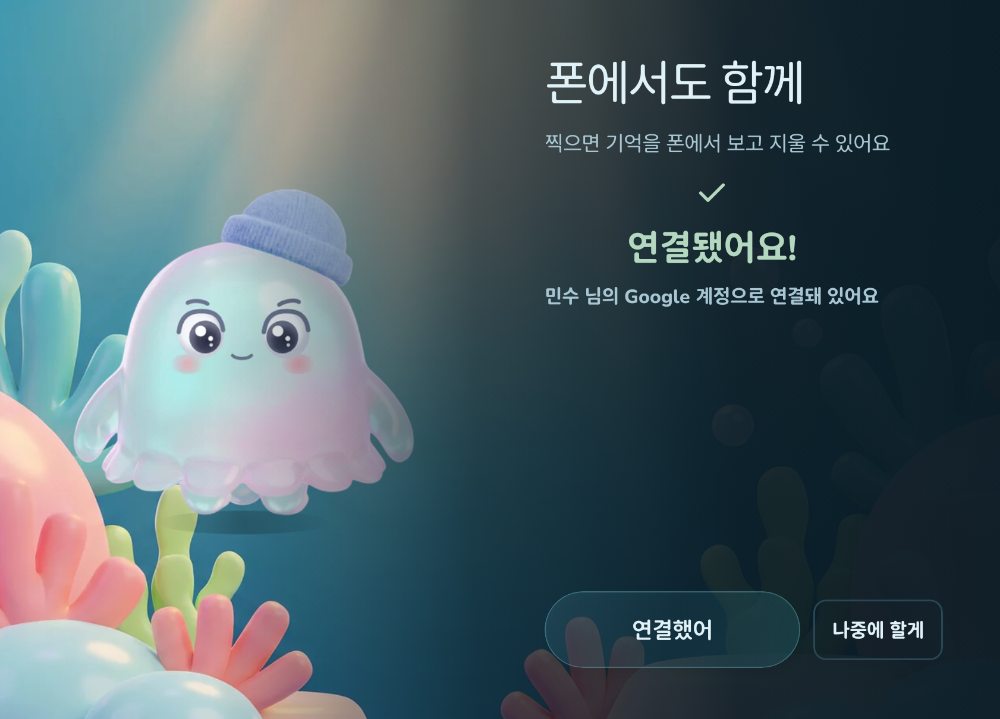 폰에서도 함께
찍으면 기억을 폰에서 보고 지울 수 있어요
연결됐어요!
민수 님의 Google 계정으로 연결돼 있어요
연결했어
나중에 할게